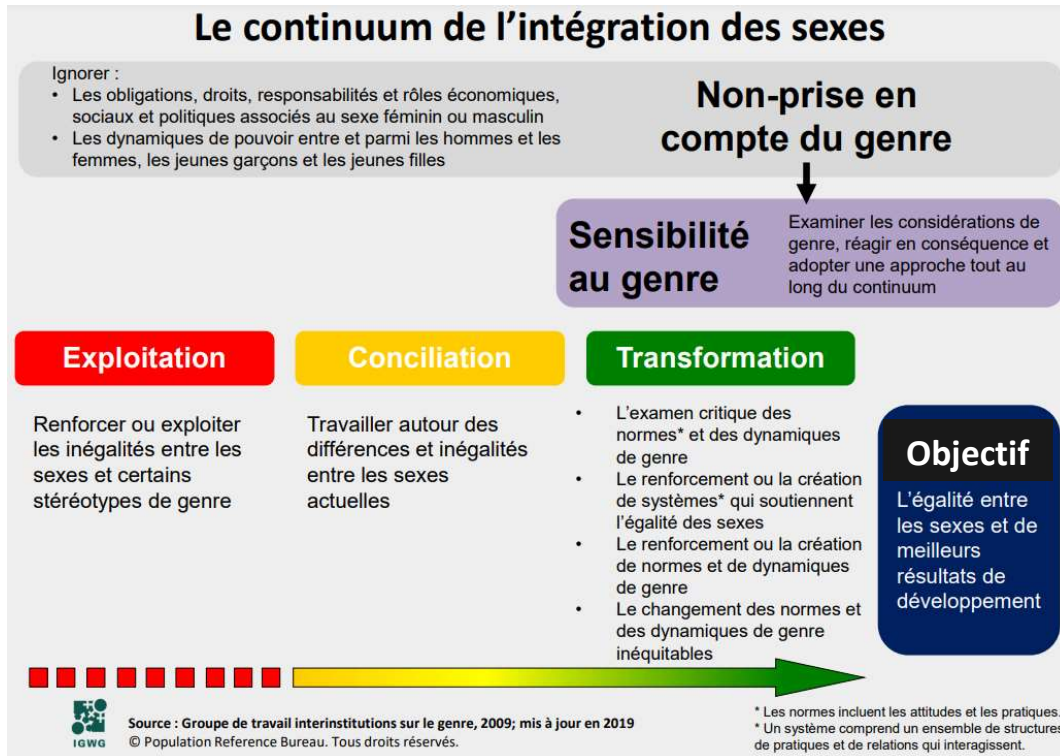 Le continuum de l’intégration des sexes
Ignorer :
• Les obligations, droits, responsabilités et rôles économiques,
sociaux et politiques associés au sexe féminin ou masculin
• Les dynamiques de pouvoir entre et parmi les hommes et les
femmes, les jeunes garçons et les jeunes filles
Non-prise en
compte du genre
Sensibilité
au genre
Examiner les considérations de
genre, réagir en conséquence et
adopter une approche tout au
long du continuum
Exploitation
Renforcer ou exploiter
les inégalités entre les
sexes et certains
stéréotypes de genre
Conciliation
Travailler autour des
différences et inégalités
entre les sexes
actuelles
Transformation
• L’examen critique des
normes* et des dynamiques
de genre
• Le renforcement ou la création
de systèmes* qui soutiennent
l’égalité des sexes
• Le renforcement ou la création
de normes et de dynamiques
de genre
• Le changement des normes et
des dynamiques de genre
inéquitables
Objectif
L’égalité entre
les sexes et de
meilleurs
résultats de
développement
IGWG
Source : Groupe de travail interinstitutions sur le genre, 2009; mis à jour en 2019
© Population Reference Bureau. Tous droits réservés.
* Les normes incluent les attitudes et les pratiques.
* Un système comprend un ensemble de structures
de pratiques et de relations qui interagissent.